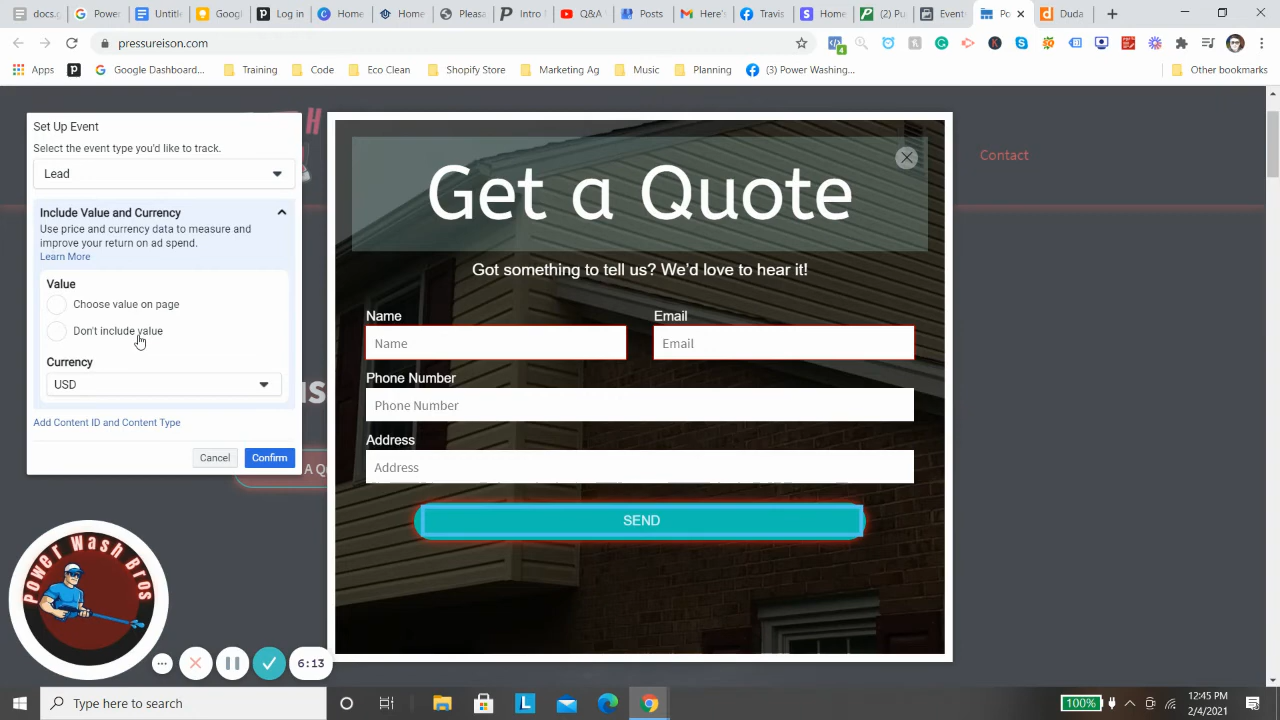 docs.
Google
Untitle
Googl
Log in
Home
Home
Please
Intro
Q&A
Posts
Here's
Travis
Home
(2) Pu
Events
Po
Duda
pressureison.com
4
Apps
Google Dashboard...
Training
Code
Eco Clean
Shopify Store
Marketing Ag
Music
Planning
(3) Power Washing...
Other bookmarks
Set Up Event
Select the event type you'd like to track.
Lead
Include Value and Currency
Use price and currency data to measure and
improve your return on ad spend.
Learn More
Value
Choose value on page
Don't include value
Currency
USD
Add Content ID and Content Type
Cancel
Confirm
H
Contact
Get a Quote
Got something to tell us? We'd love to hear it!
Name
Email
Name
Email
Phone Number
Phone Number
Address
Address
SEND
IS
A Q
Power Wash Bros
6:13
Type here to search
100%
12:45 PM
2/4/2021